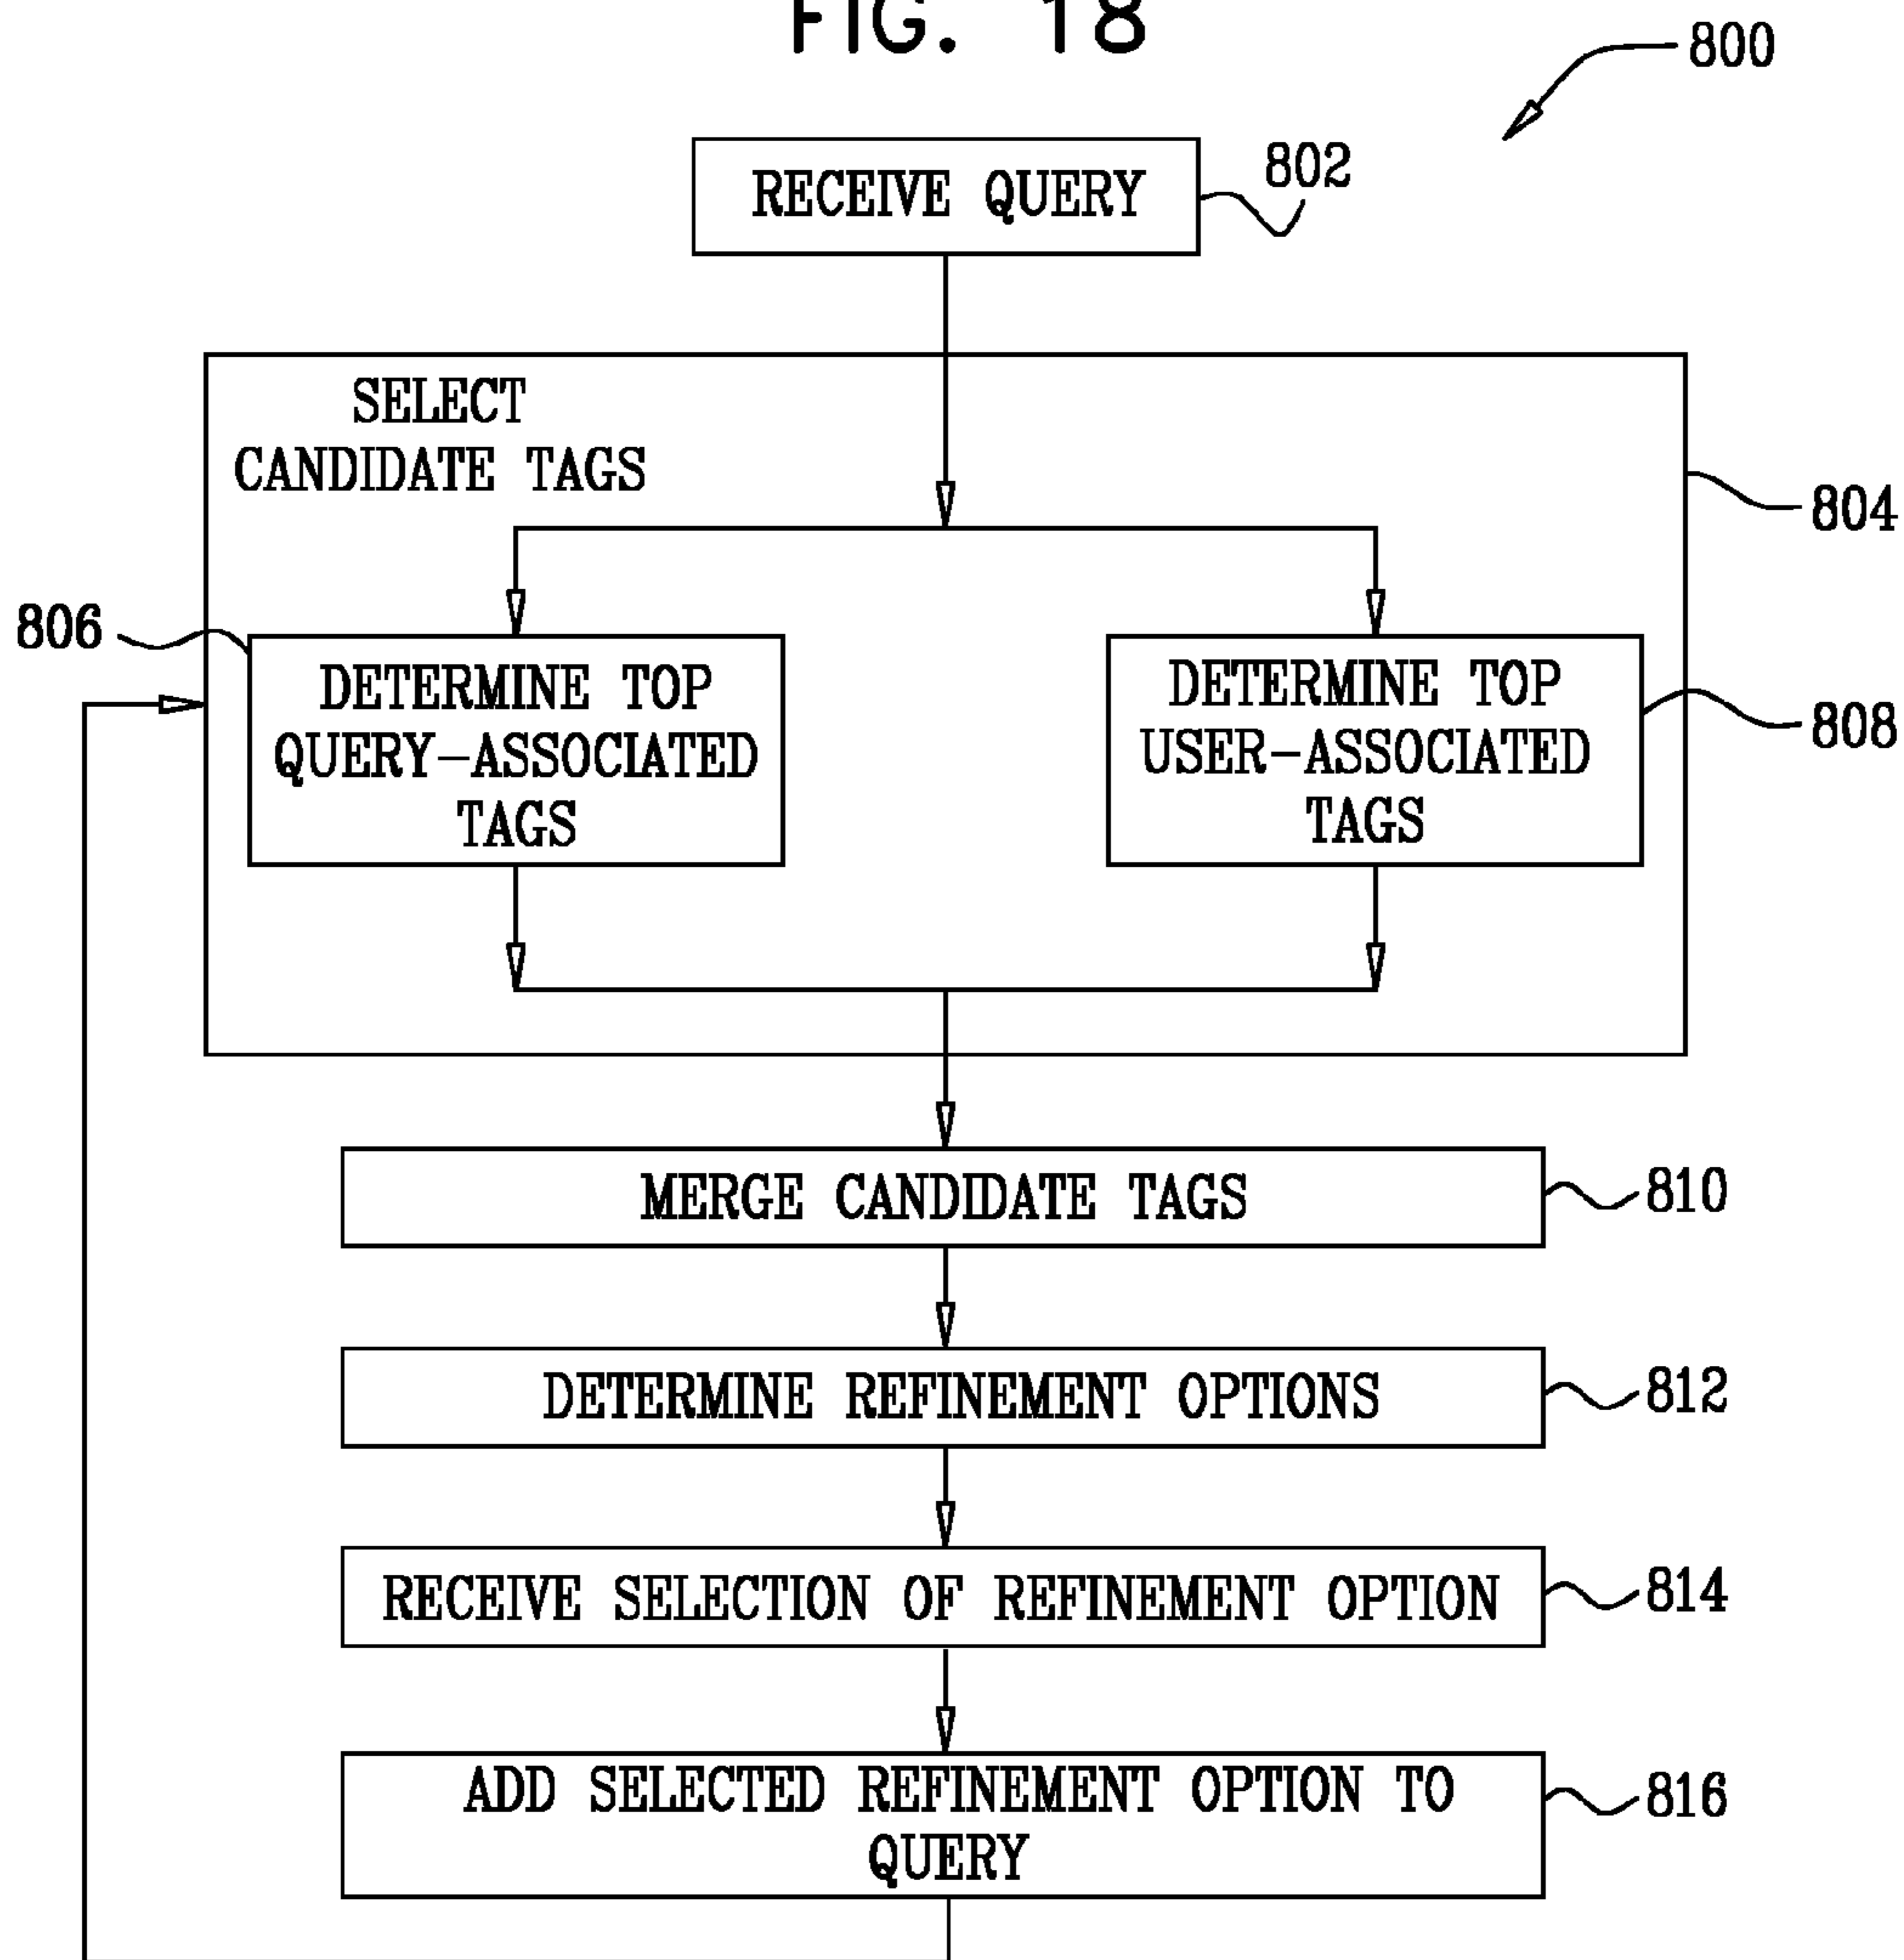 FIG. 18
800
RECEIVE QUERY
802
SELECT
CANDIDATE TAGS
804
806
DETERMINE TOP
QUERY-ASSOCIATED
TAGS
DETERMINE TOP
USER-ASSOCIATED
TAGS
808
MERGE CANDIDATE TAGS
810
DETERMINE REFINEMENT OPTIONS
812
RECEIVE SELECTION OF REFINEMENT OPTION
814
ADD SELECTED REFINEMENT OPTION TO
QUERY
816